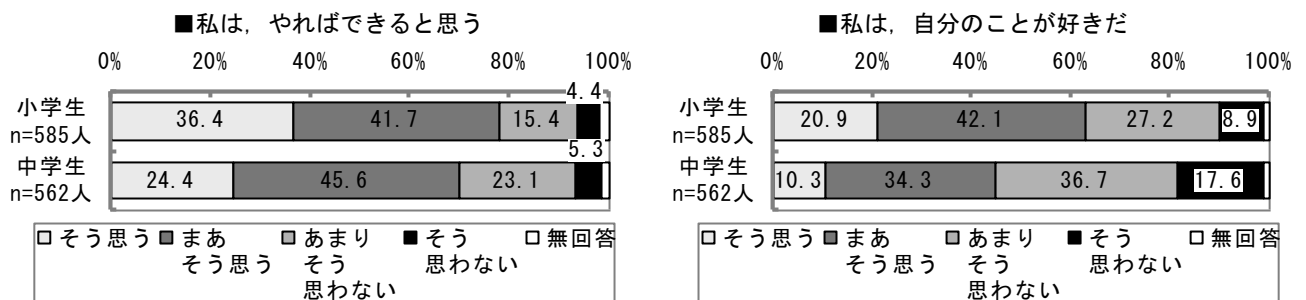 ■私は，やればできると思う
0% 20% 40% 60% 80% 100%
4.4
小学生
n=585人
36.4 41.7 15.4
5.3
中学生
n=562人
24.4 45.6 23.1
□そう思う ■まあそう思う ■あまりそう思わない ■そう思わない □無回答
■私は，自分のことが好きだ
0% 20% 40% 60% 80% 100%
小学生
n=585人
20.9 42.1 27.2 8.9
中学生
n=562人
10.3 34.3 36.7 17.6
□そう思う ■まあそう思う ■あまりそう思わない ■そう思わない □無回答